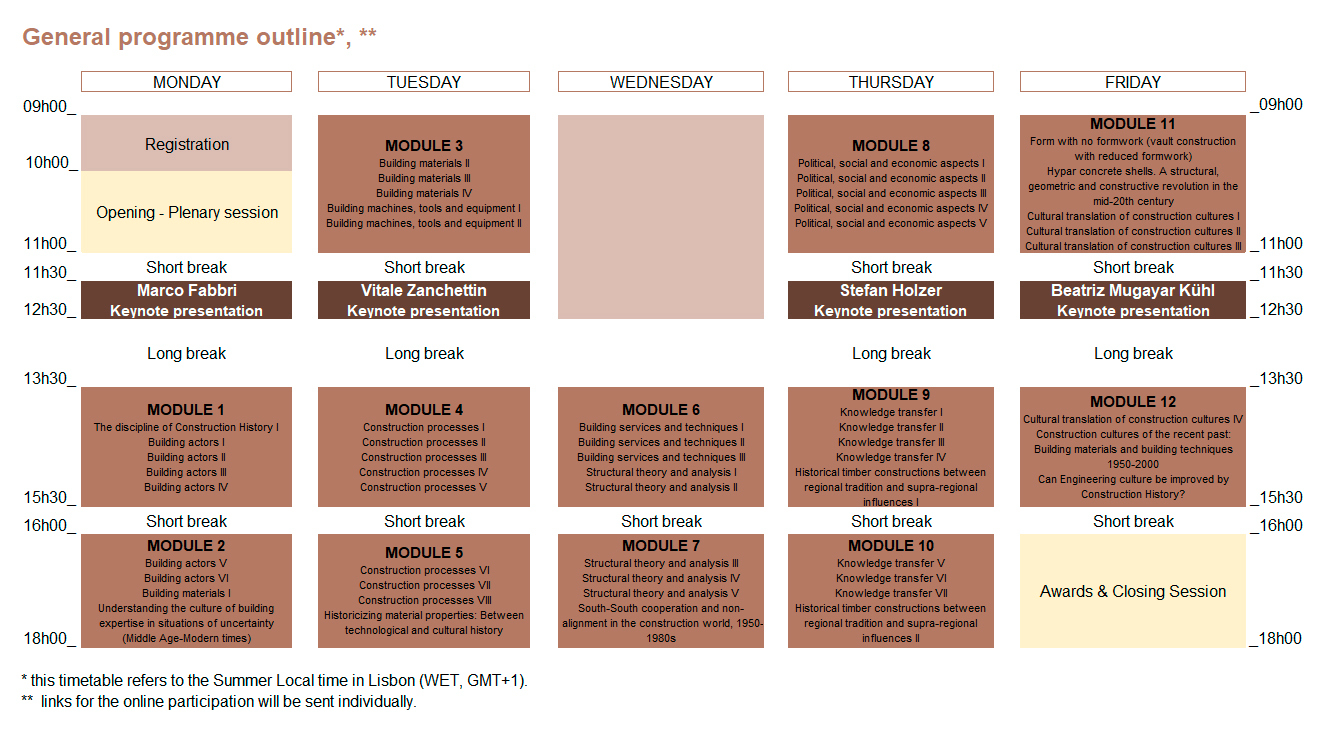 General programme outline*, **
MONDAY
TUESDAY
WEDNESDAY
THURSDAY
FRIDAY
09h00_
10h00_
11h00_
11h30_
12h30_
13h30_
15h30_
16h00_
18h00_
Registration
Opening - Plenary session
Short break
Marco Fabbri
Keynote presentation
Long break
MODULE 1
The discipline of Construction History I
Building actors I
Building actors II
Building actors III
Building actors IV
Short break
MODULE 2
Building actors V
Building actors VI
Building materials I
Understanding the culture of building
expertise in situations of uncertainty
(Middle Age-Modern times)
MODULE 3
Building materials II
Building materials III
Building materials IV
Building machines, tools and equipment I
Building machines, tools and equipment II
Short break
Vitale Zanchettin
Keynote presentation
Long break
MODULE 4
Construction processes I
Construction processes II
Construction processes III
Construction processes IV
Construction processes V
Short break
MODULE 5
Construction processes VI
Construction processes VII
Construction processes VIII
Historicizing material properties: Between
technological and cultural history
MODULE 6
Building services and techniques I
Building services and techniques II
Building services and techniques III
Structural theory and analysis I
Structural theory and analysis II
Short break
MODULE 7
Structural theory and analysis III
Structural theory and analysis IV
Structural theory and analysis V
South-South cooperation and non-
alignment in the construction world, 1950-
1980s
MODULE 8
Political, social and economic aspects I
Political, social and economic aspects II
Political, social and economic aspects III
Political, social and economic aspects IV
Political, social and economic aspects V
Short break
Stefan Holzer
Keynote presentation
Long break
MODULE 9
Knowledge transfer I
Knowledge transfer II
Knowledge transfer III
Knowledge transfer IV
Historical timber constructions between
regional tradition and supra-regional
influences I
Short break
MODULE 10
Knowledge transfer V
Knowledge transfer VI
Knowledge transfer VII
Historical timber constructions between
regional tradition and supra-regional
influences II
MODULE 11
Form with no formwork (vault construction
with reduced formwork)
Hypar concrete shells. A structural,
geometric and constructive revolution in the
mid-20th century
Cultural translation of construction cultures I
Cultural translation of construction cultures II
Cultural translation of construction cultures III
Short break
Beatriz Mugayar Kühl
Keynote presentation
Long break
MODULE 12
Cultural translation of construction cultures IV
Construction cultures of the recent past:
Building materials and building techniques
1950-2000
Can Engineering culture be improved by
Construction History?
Short break
Awards & Closing Session
_09h00
_11h00
_11h30
_12h30
_13h30
_15h30
_16h00
_18h00
* this timetable refers to the Summer Local time in Lisbon (WET, GMT+1).
** links for the online participation will be sent individually.